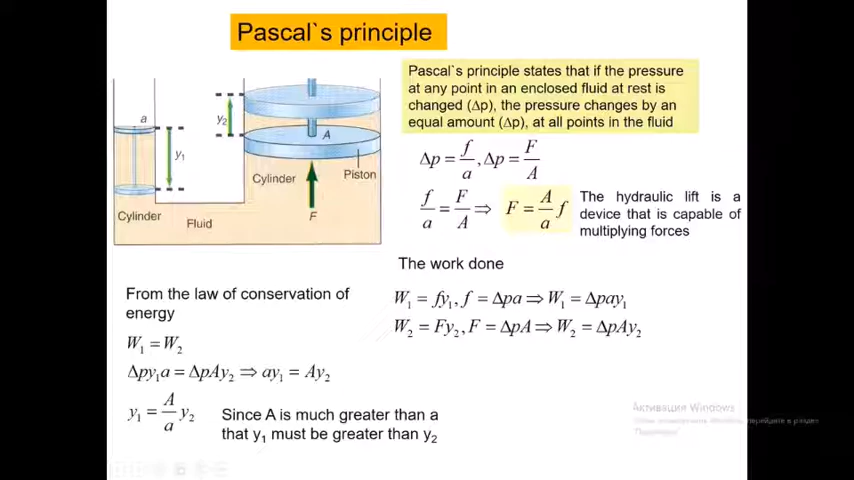 Pascal`s principle
Pascal`s principle states that if the pressure
at any point in an enclosed fluid at rest is
changed (Δp), the pressure changes by an
equal amount (Δp), at all points in the fluid
a
y₁
y₂
A
Cylinder
Piston
Cylinder
Fluid
F
Δp = f/a, Δp = F/A
f/a = F/A ⇒ F = A/a f
The hydraulic lift is a
device that is capable of
multiplying forces
The work done
W₁ = fy₁, f = Δpa ⇒ W₁ = Δpay₁
W₂ = Fy₂, F = ΔpA ⇒ W₂ = ΔpAy₂
From the law of conservation of
energy
W₁ = W₂
Δpy₁a = ΔpAy₂ ⇒ ay₁ = Ay₂
y₁ = A/a y₂
Since A is much greater than a
that y₁ must be greater than y₂
Активация Windows
перейдите в раздел